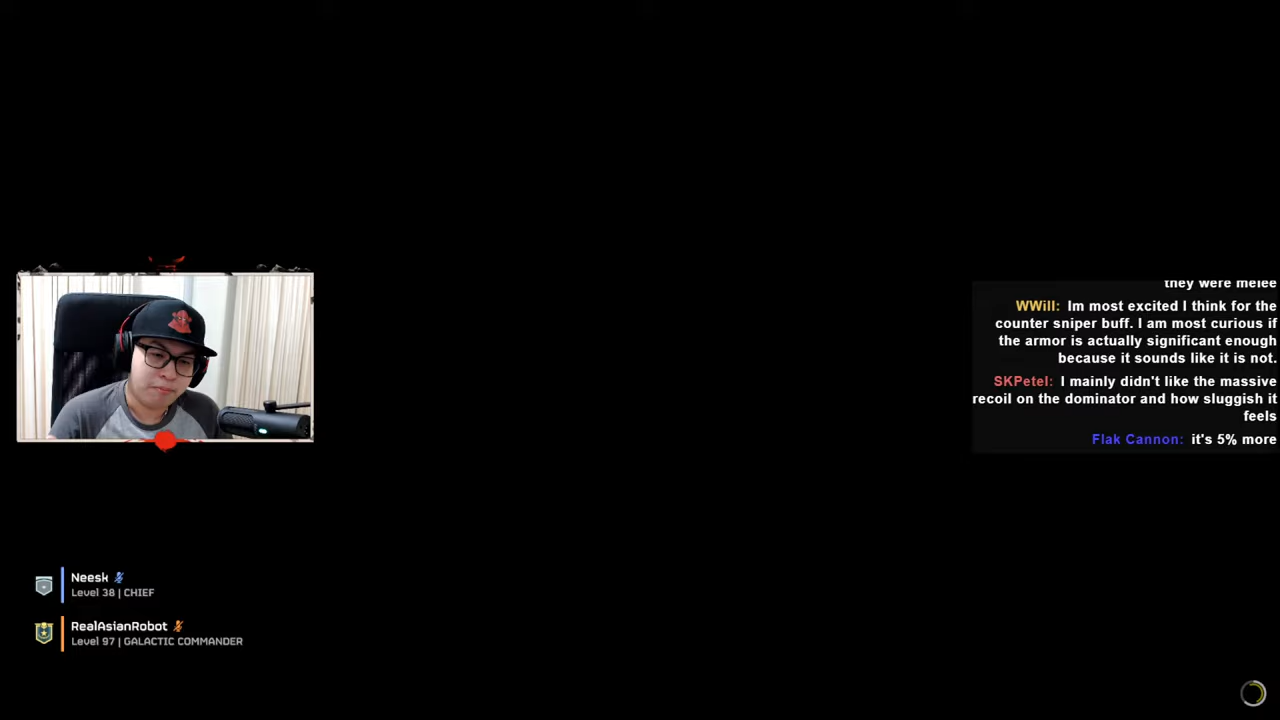 they were melee
WWill: Im most excited I think for the
counter sniper buff. I am most curious if
the armor is actually significant enough
because it sounds like it is not.
SKPetel: I mainly didn't like the massive
recoil on the dominator and how sluggish it
feels
Flak Cannon: it's 5% more
Neesk
Level 38 | CHIEF
RealAsianRobot
Level 97 | GALACTIC COMMANDER